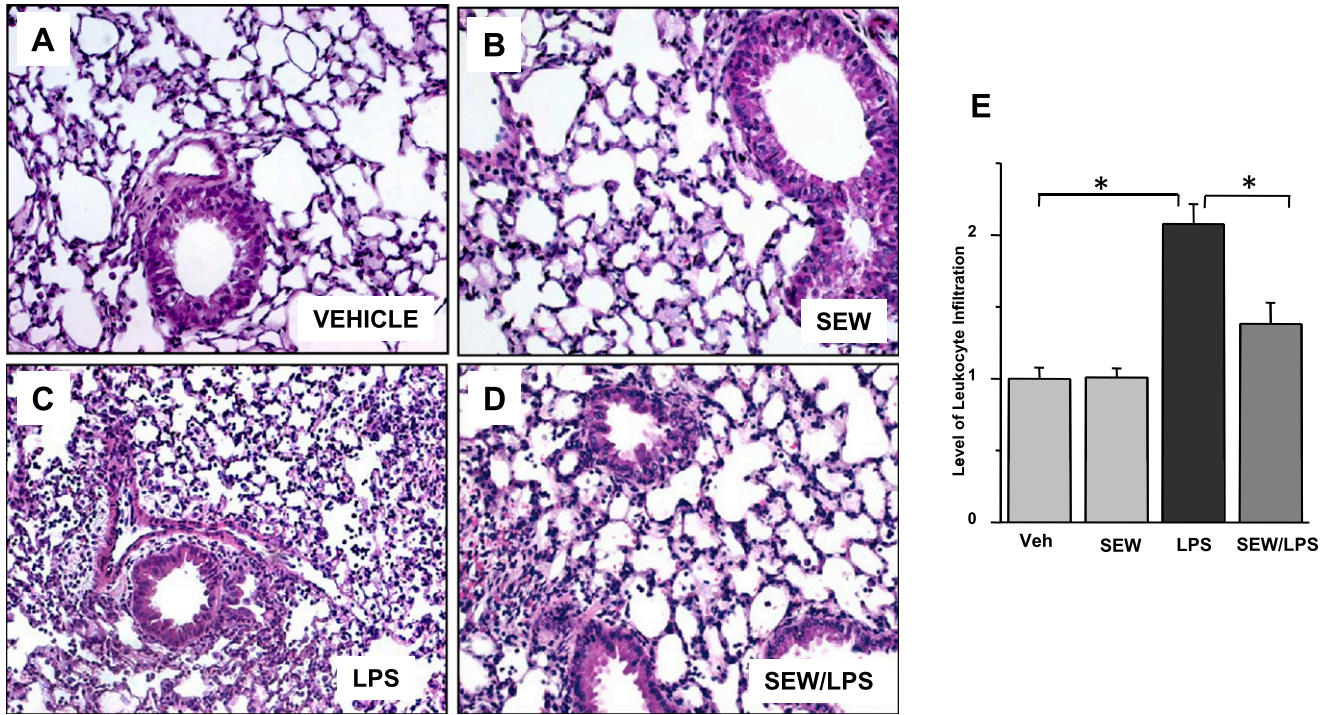 A
VEHICLE
B
SEW
C
LPS
D
SEW/LPS
E
* *
Level of Leukocyte Infiltration
2
1
0
Veh SEW LPS SEW/LPS